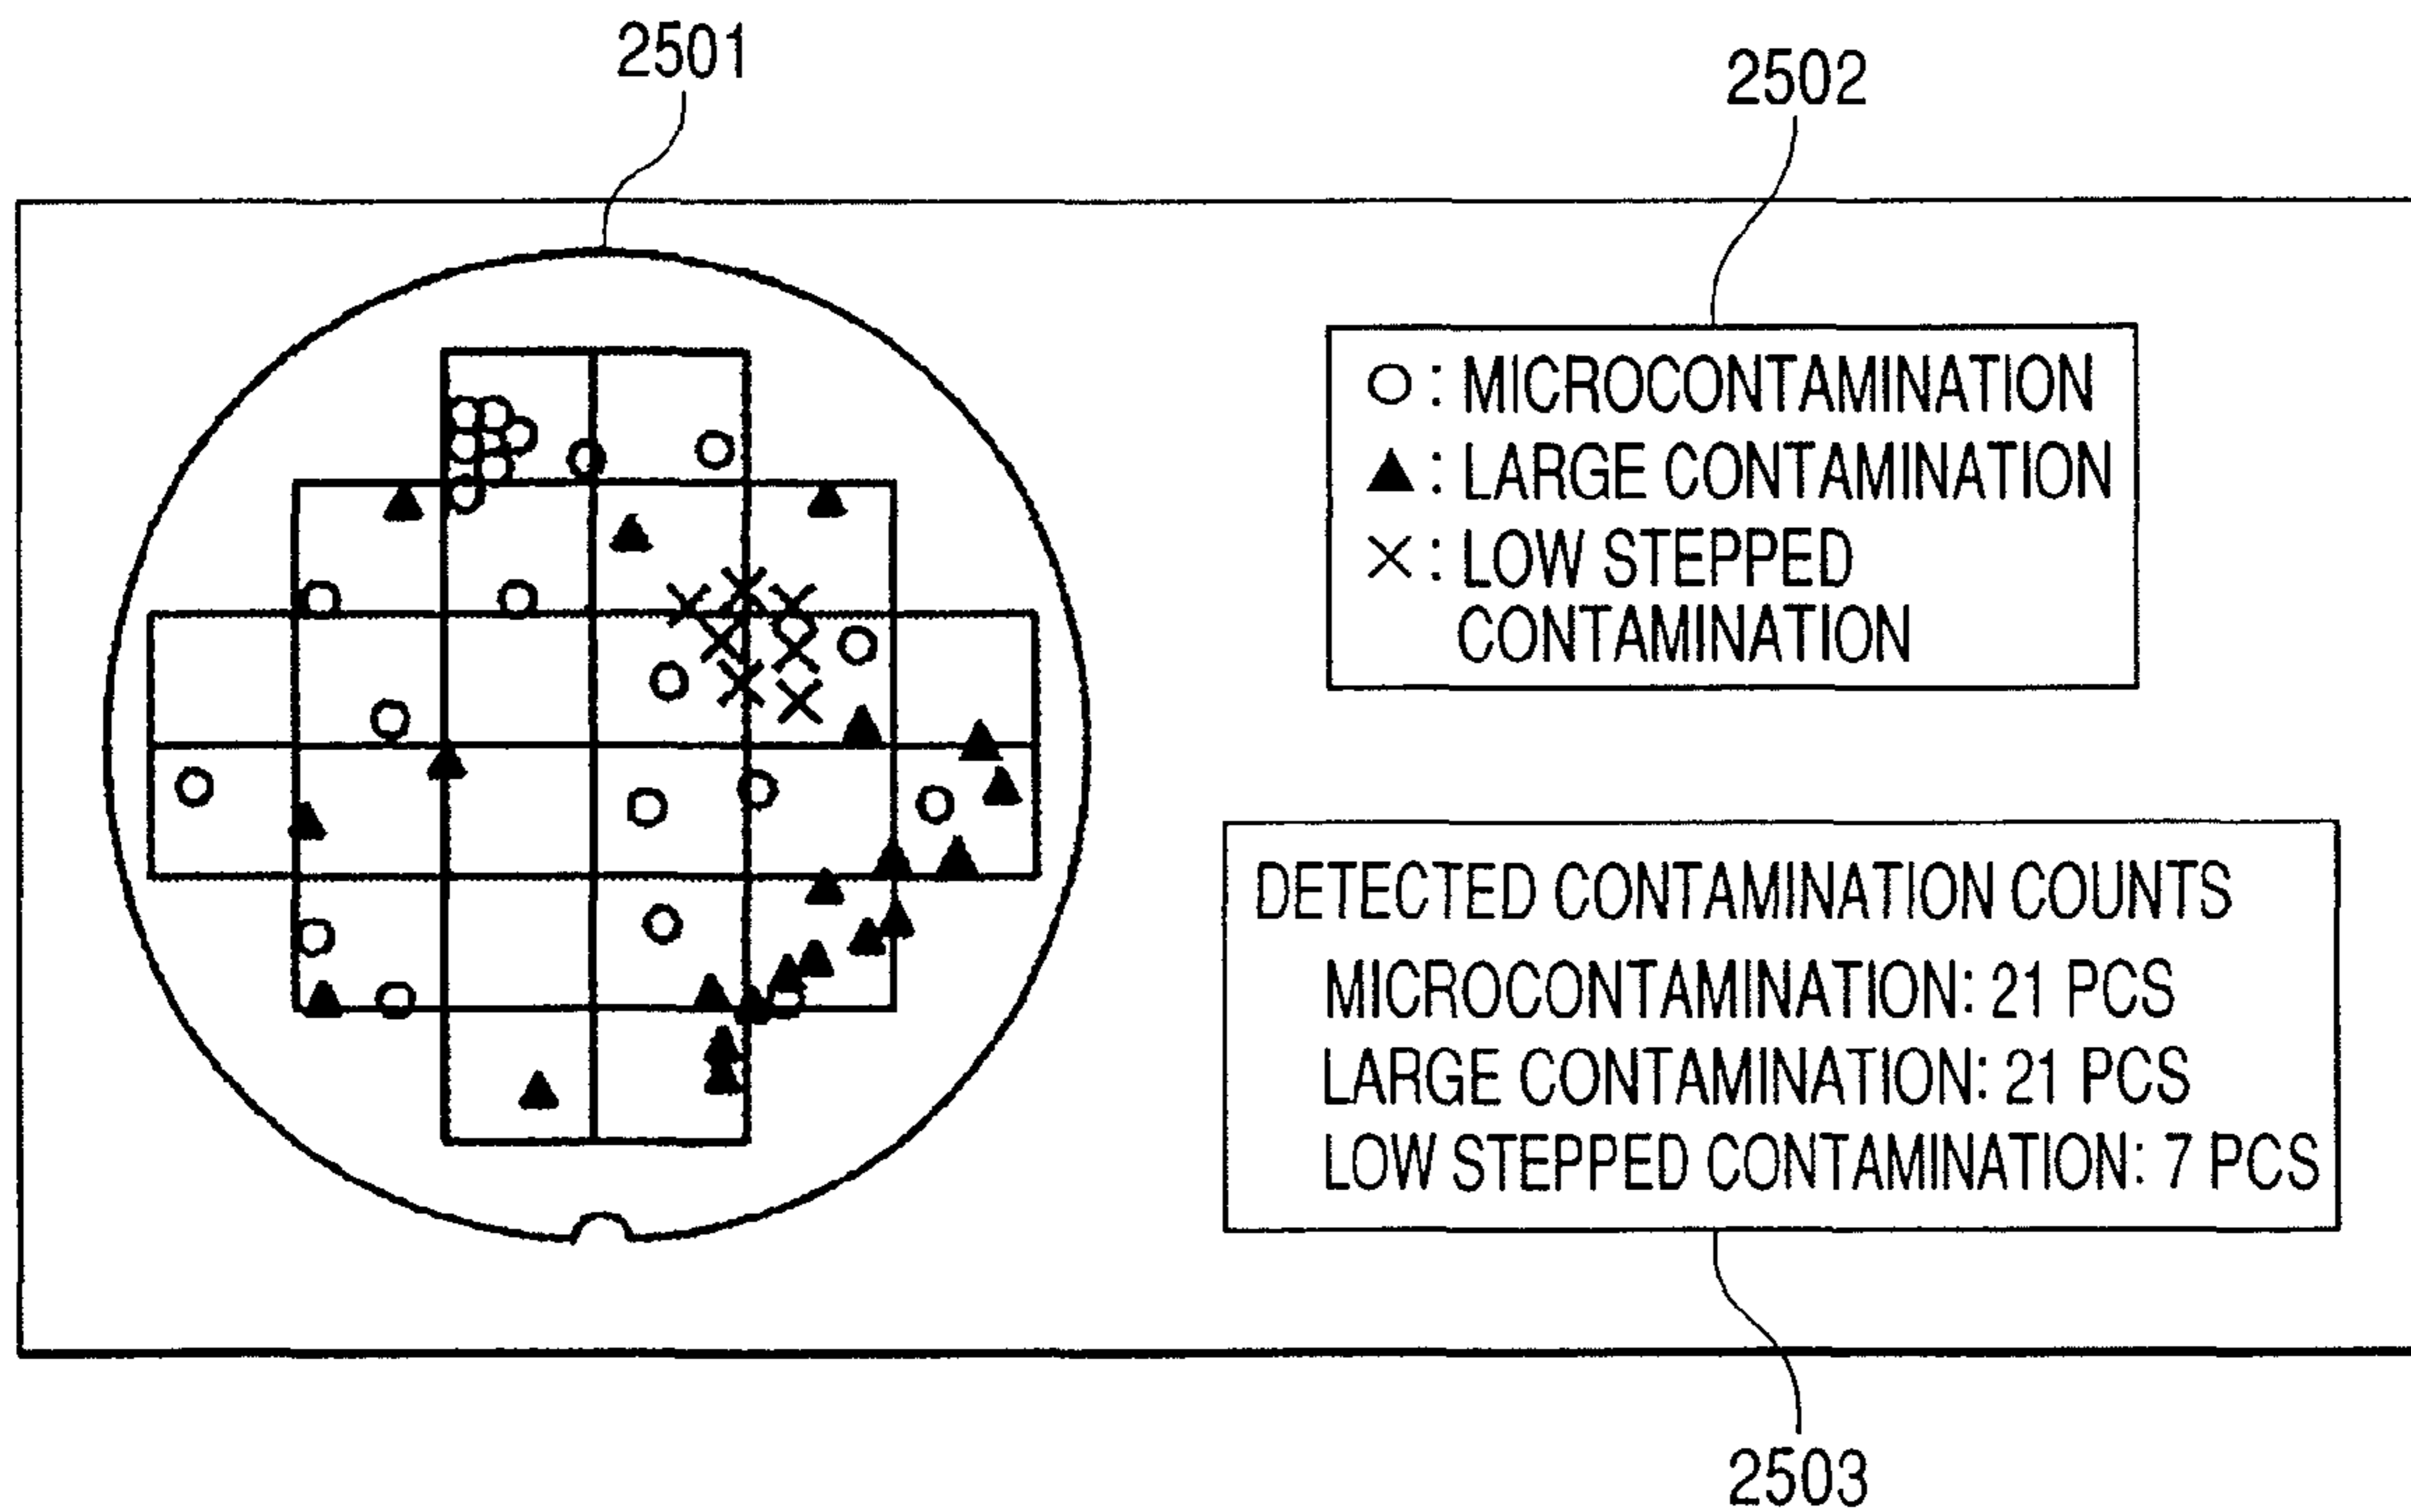 2501
2502
○: MICROCONTAMINATION
▲: LARGE CONTAMINATION
×: LOW STEPPED
CONTAMINATION
DETECTED CONTAMINATION COUNTS
MICROCONTAMINATION: 21 PCS
LARGE CONTAMINATION: 21 PCS
LOW STEPPED CONTAMINATION: 7 PCS
2503